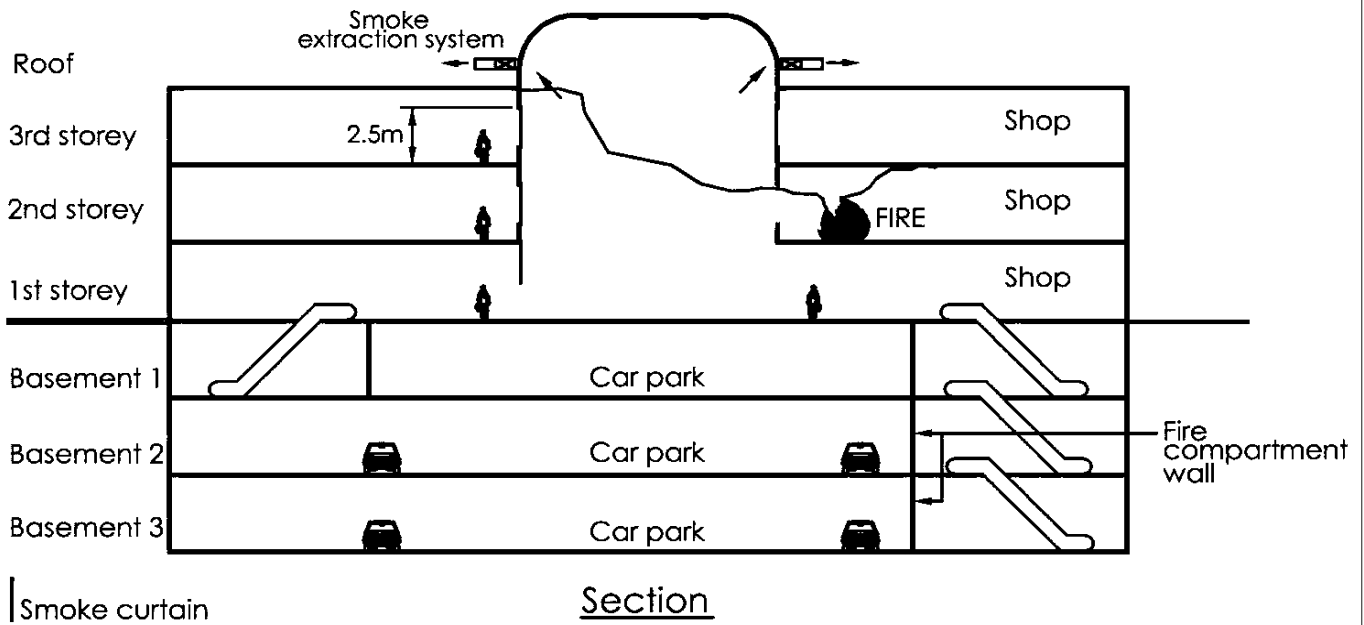 Smoke
extraction system
Roof
3rd storey
2.5m
Shop
2nd storey
FIRE
Shop
1st storey
Shop
Basement 1
Car park
Basement 2
Car park
Fire
compartment
wall
Basement 3
Car park
Smoke curtain
Section